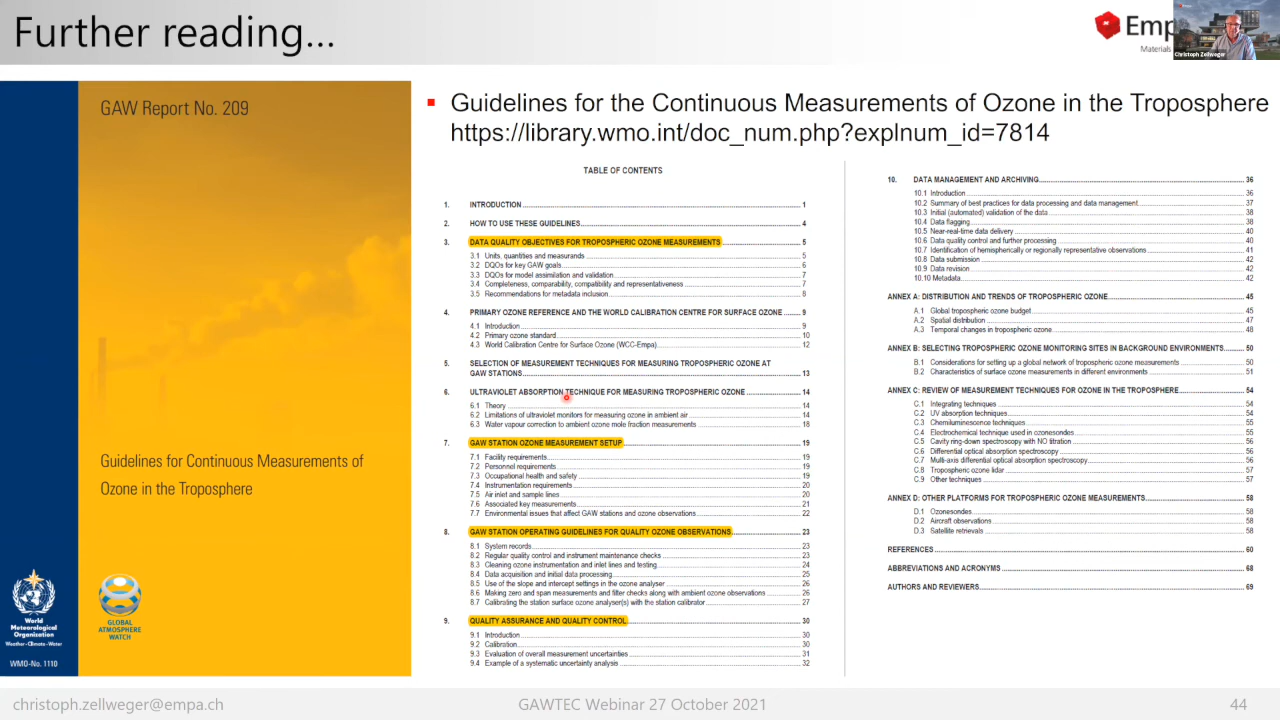 Further reading…
Empa
Materials
Christoph Zellweger
GAW Report No. 209
Guidelines for Continuous Measurements of
Ozone in the Troposphere
World
Meteorological
Organization
Weather • Climate • Water
GLOBAL
ATMOSPHERE
WATCH
WMO-No. 1110
Guidelines for the Continuous Measurements of Ozone in the Troposphere
https://library.wmo.int/doc_num.php?explnum_id=7814
TABLE OF CONTENTS
1. INTRODUCTION 1
2. HOW TO USE THESE GUIDELINES 4
3. DATA QUALITY OBJECTIVES FOR TROPOSPHERIC OZONE MEASUREMENTS 5
3.1 Units, quantities and measurands 5
3.2 DQOs for key GAW goals 6
3.3 DQOs for model assimilation and validation 7
3.4 Completeness, comparability, compatibility and representativeness 7
3.5 Recommendations for metadata inclusion 8
4. PRIMARY OZONE REFERENCE AND THE WORLD CALIBRATION CENTRE FOR SURFACE OZONE 9
4.1 Introduction 9
4.2 Primary ozone standard 10
4.3 World Calibration Centre for Surface Ozone (WCC-Empa) 12
5. SELECTION OF MEASUREMENT TECHNIQUES FOR MEASURING TROPOSPHERIC OZONE AT
GAW STATIONS 13
6. ULTRAVIOLET ABSORPTION TECHNIQUE FOR MEASURING TROPOSPHERIC OZONE 14
6.1 Theory 14
6.2 Limitations of ultraviolet monitors for measuring ozone in ambient air 14
6.3 Water vapour correction to ambient ozone mole fraction measurements 18
7. GAW STATION OZONE MEASUREMENT SETUP 19
7.1 Facility requirements 19
7.2 Personnel requirements 19
7.3 Occupational health and safety 19
7.4 Instrumentation requirements 20
7.5 Air inlet and sample lines 20
7.6 Associated key measurements 21
7.7 Environmental issues that affect GAW stations and ozone observations 22
8. GAW STATION OPERATING GUIDELINES FOR QUALITY OZONE OBSERVATIONS 23
8.1 System records 23
8.2 Regular quality control and instrument maintenance checks 23
8.3 Cleaning ozone instrumentation and inlet lines and testing 24
8.4 Data acquisition and initial data processing 25
8.5 Use of the slope and intercept settings in the ozone analyser 26
8.6 Making zero and span measurements and filter checks along with ambient ozone observations 26
8.7 Calibrating the station surface ozone analyser(s) with the station calibrator 27
9. QUALITY ASSURANCE AND QUALITY CONTROL 30
9.1 Introduction 30
9.2 Calibration 30
9.3 Evaluation of overall measurement uncertainties 31
9.4 Example of a systematic uncertainty analysis 32
10. DATA MANAGEMENT AND ARCHIVING 36
10.1 Introduction 36
10.2 Summary of best practices for data processing and data management 37
10.3 Initial (automated) validation of the data 38
10.4 Data flagging 38
10.5 Near-real-time data delivery 40
10.6 Data quality control and further processing 40
10.7 Identification of hemispherically or regionally representative observations 41
10.8 Data submission 42
10.9 Data revision 42
10.10 Metadata 42
ANNEX A: DISTRIBUTION AND TRENDS OF TROPOSPHERIC OZONE 45
A.1 Global tropospheric ozone budget 45
A.2 Spatial distribution 47
A.3 Temporal changes in tropospheric ozone 48
ANNEX B: SELECTING TROPOSPHERIC OZONE MONITORING SITES IN BACKGROUND ENVIRONMENTS 50
B.1 Considerations for setting up a global network of tropospheric ozone measurements 50
B.2 Characteristics of surface ozone measurements in different environments 51
ANNEX C: REVIEW OF MEASUREMENT TECHNIQUES FOR OZONE IN THE TROPOSPHERE 54
C.1 Integrating techniques 54
C.2 UV absorption techniques 54
C.3 Chemiluminescence techniques 55
C.4 Electrochemical technique used in ozonesondes 55
C.5 Cavity ring-down spectroscopy with NO titration 56
C.6 Differential optical absorption spectroscopy 56
C.7 Multi-axis differential optical absorption spectroscopy 56
C.8 Tropospheric ozone lidar 57
C.9 Other techniques 57
ANNEX D: OTHER PLATFORMS FOR TROPOSPHERIC OZONE MEASUREMENTS 58
D.1 Ozonesondes 58
D.2 Aircraft observations 58
D.3 Satellite retrievals 58
REFERENCES 60
ABBREVIATIONS AND ACRONYMS 68
AUTHORS AND REVIEWERS 69
christoph.zellweger@empa.ch
GAWTEC Webinar 27 October 2021
44